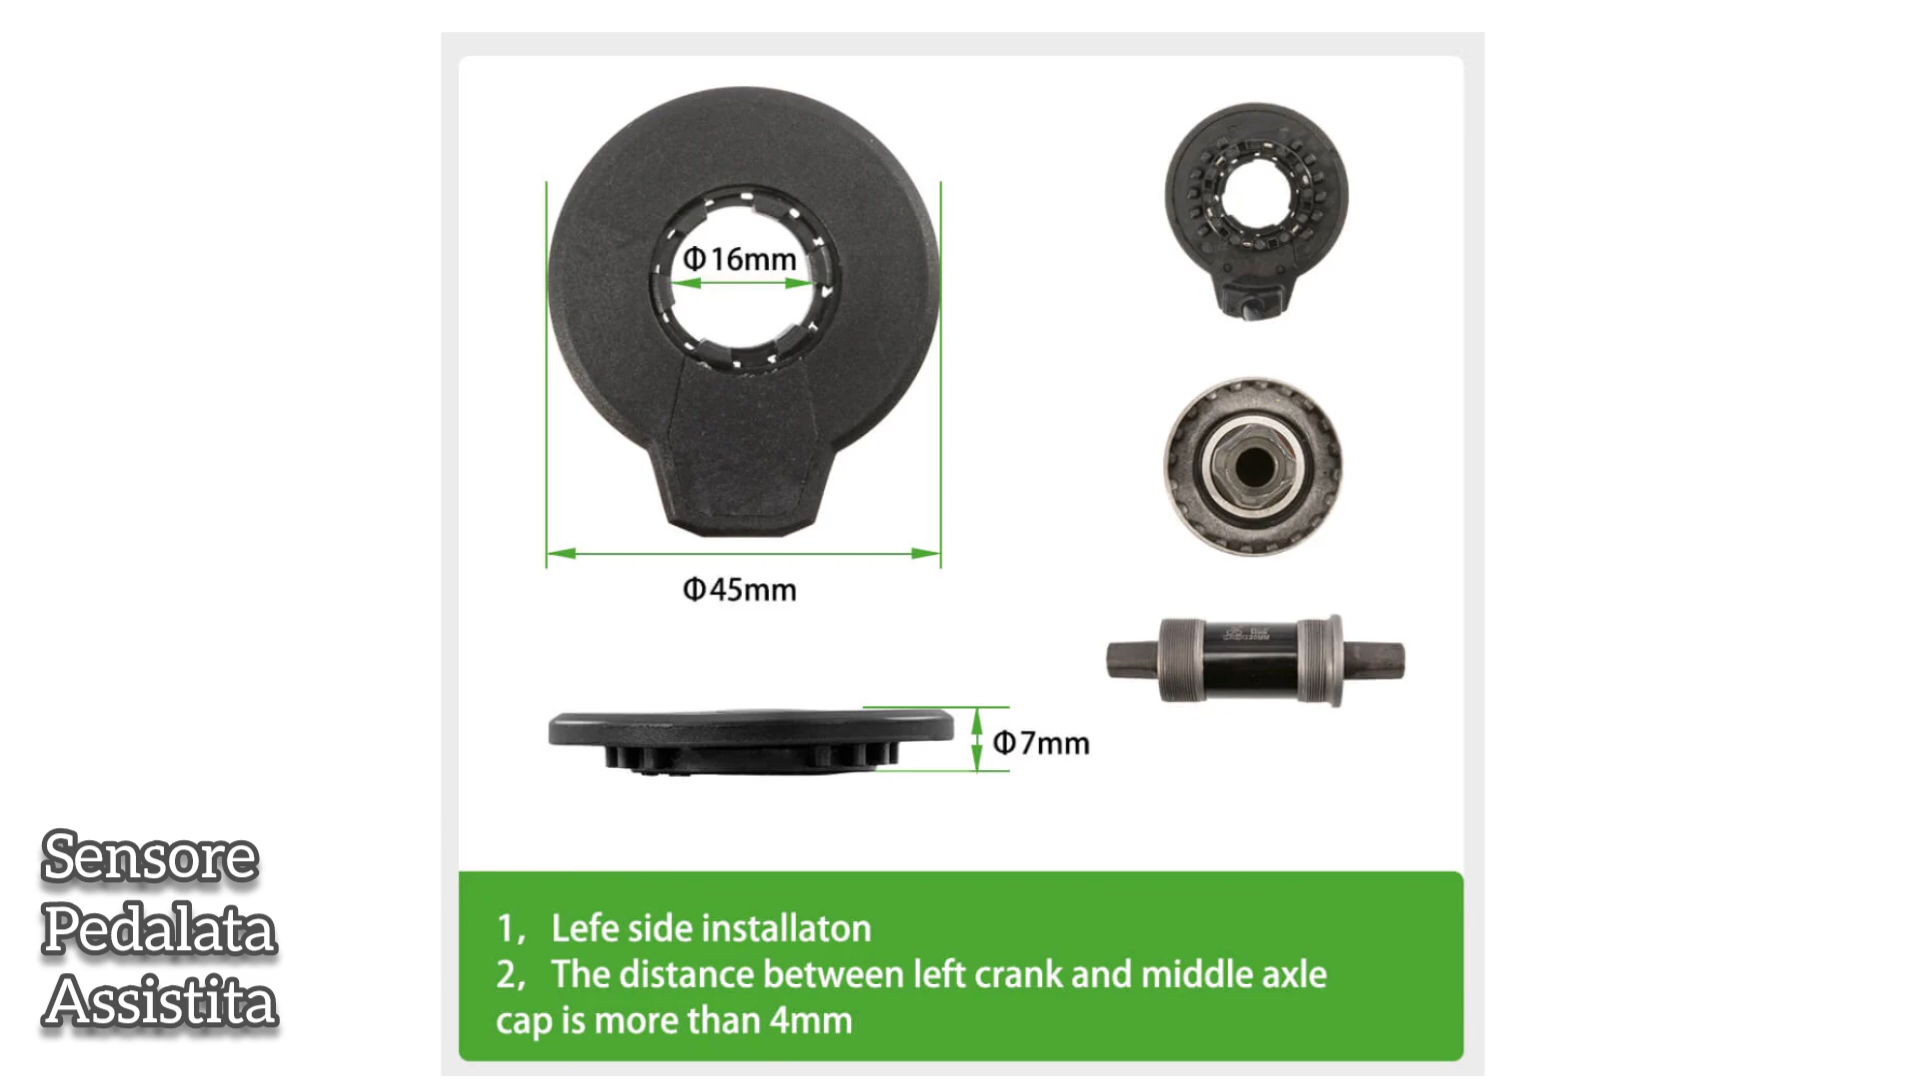 Φ16mm
Φ45mm
Φ7mm
Sensore
Pedalata
Assistita
1, Lefe side installaton
2, The distance between left crank and middle axle
cap is more than 4mm